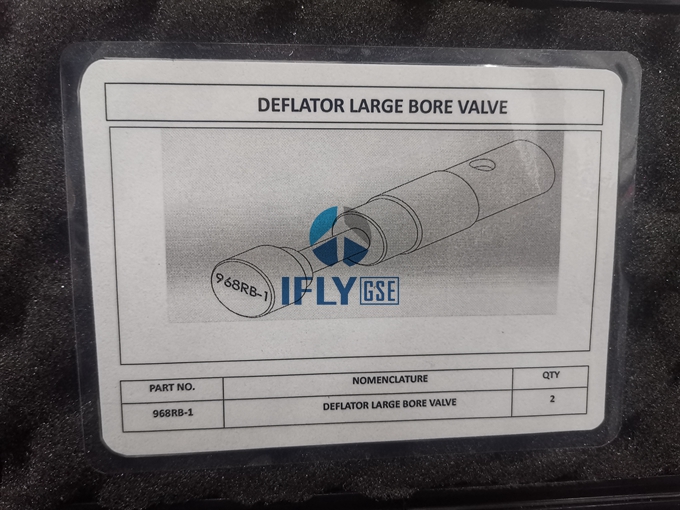 DEFLATOR LARGE BORE VALVE
968RB-1
IFLY GSE
PART NO. NOMENCLATURE QTY
968RB-1 DEFLATOR LARGE BORE VALVE 2